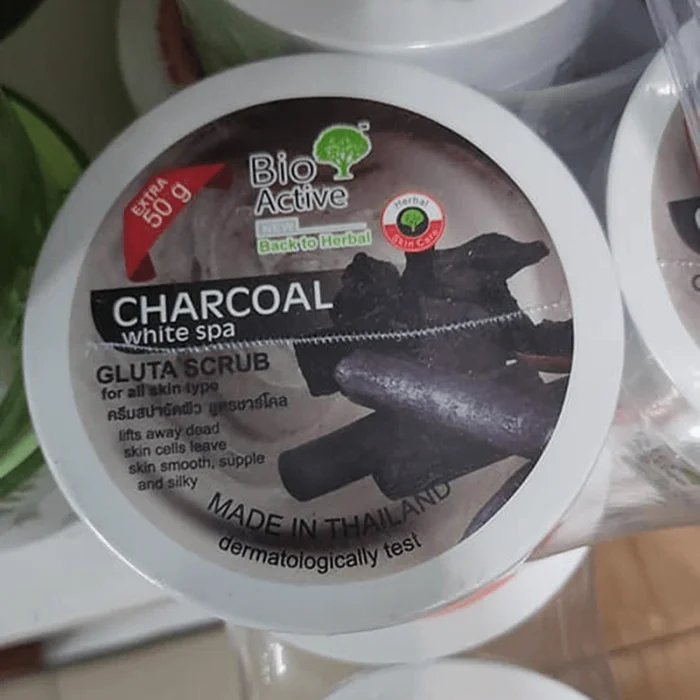 EXTRA
50 g
Bio
Active
NEW
Back to Herbal
Herbal
Skin Care
CHARCOAL
white spa
GLUTA SCRUB
for all skin type
ครีมสปาขัดผิว สูตรชาร์โคล
lifts away dead
skin cells leave
skin smooth, supple
and silky
MADE IN THAILAND
dermatologically test